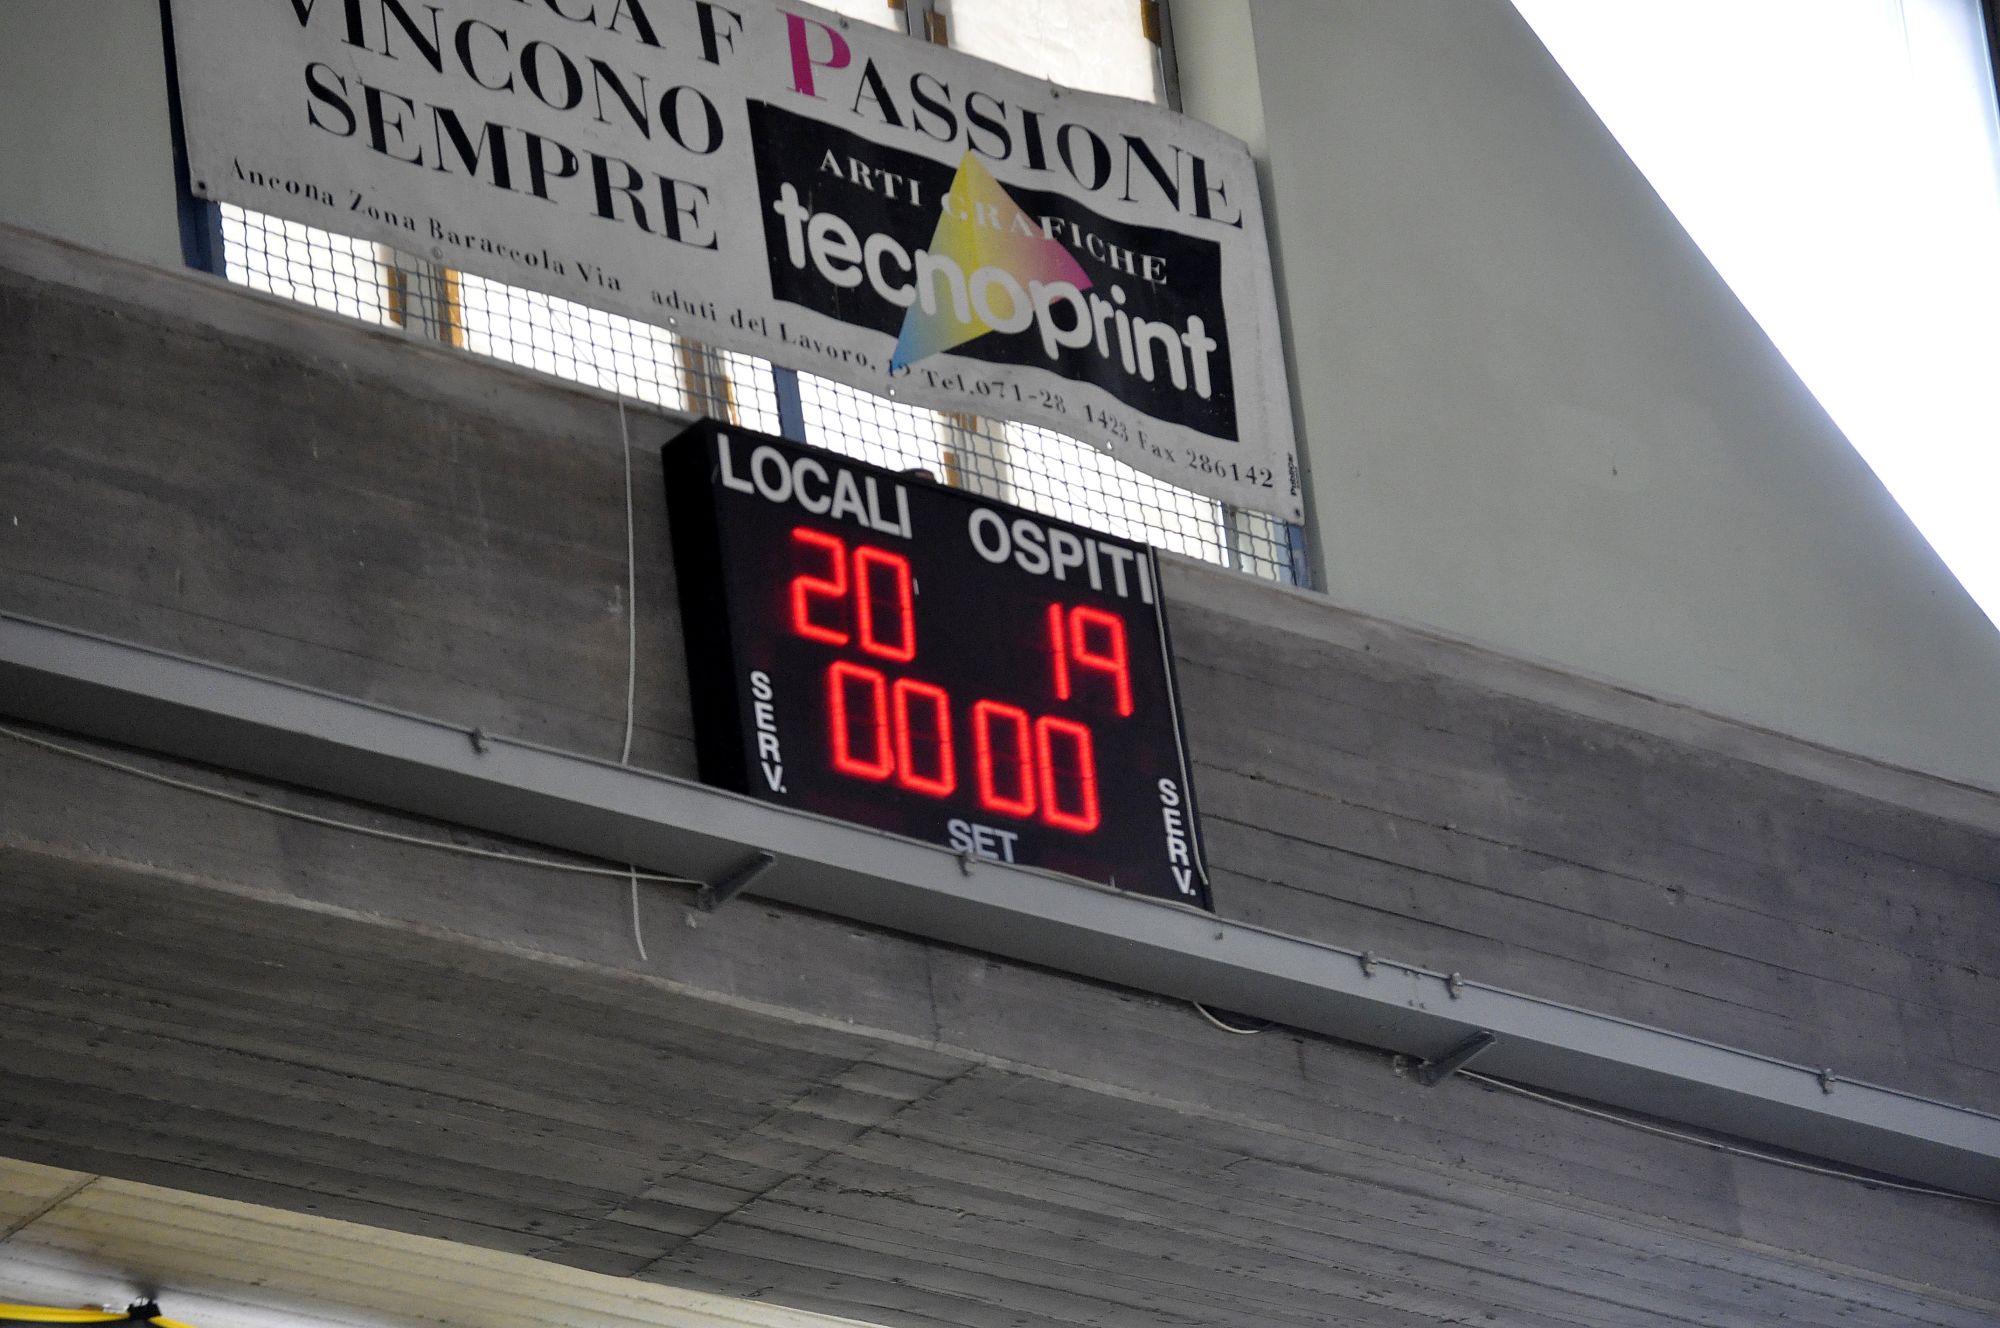 F PASSIONE
VINCONO
SEMPRE
ARTI GRAFICHE
tecnoprint
Ancona Zona Baraccola Via aduti del Lavoro, 12 Tel.071-28 1423 Fax 286142
LOCALI OSPITI
20 19
00 00
SERV. SERV.
SET